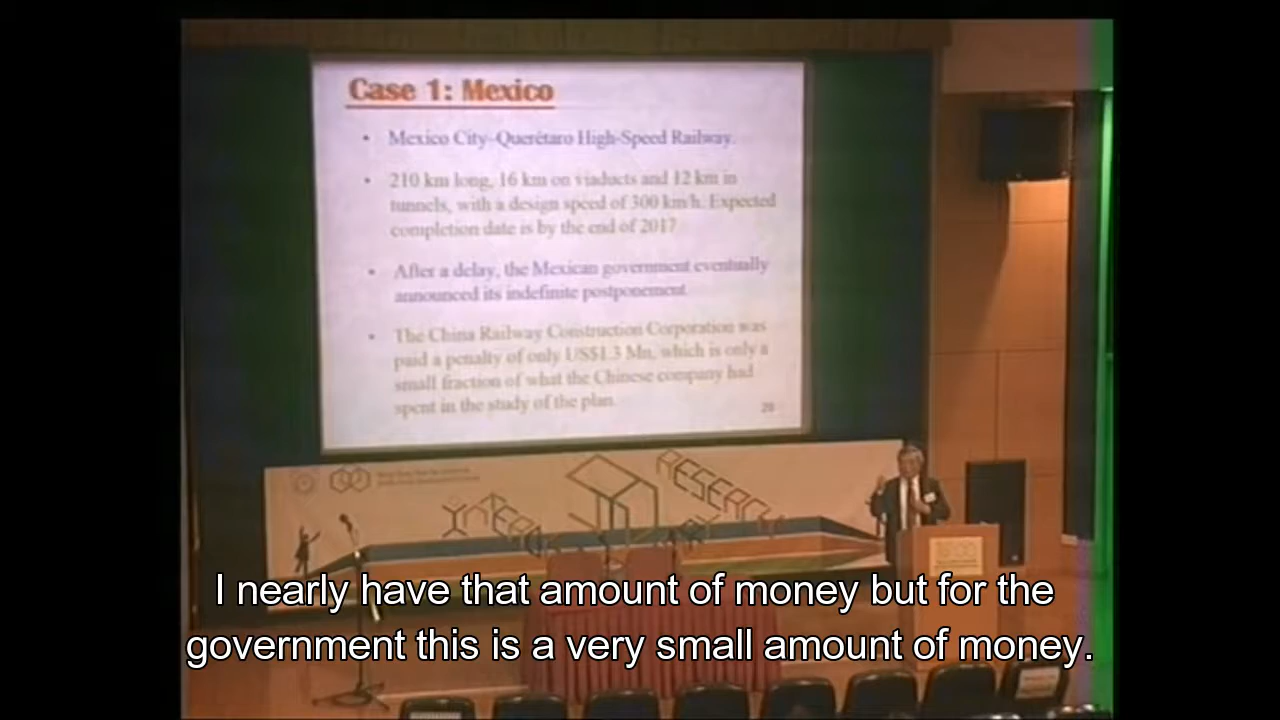 Case 1: Mexico
• Mexico City–Querétaro High-Speed Railway.
• 210 km long, 16 km on viaducts and 12 km in
tunnels, with a design speed of 300 km/h. Expected
completion date is by the end of 2017
• After a delay, the Mexican government eventually
announced its indefinite postponement.
• The China Railway Construction Corporation was
paid a penalty of only US$1.3 Mn, which is only a
small fraction of what the Chinese company had
spent in the study of the plan.
RESEARCH
I nearly have that amount of money but for the
government this is a very small amount of money.